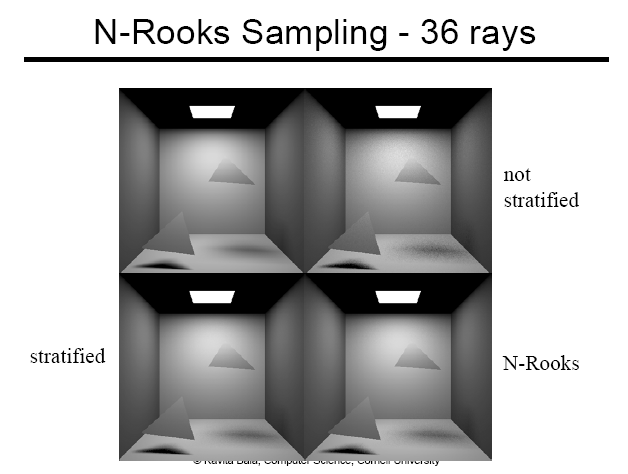 N-Rooks Sampling - 36 rays
not
stratified
stratified
N-Rooks
© Kavita Bala, Computer Science, Cornell University